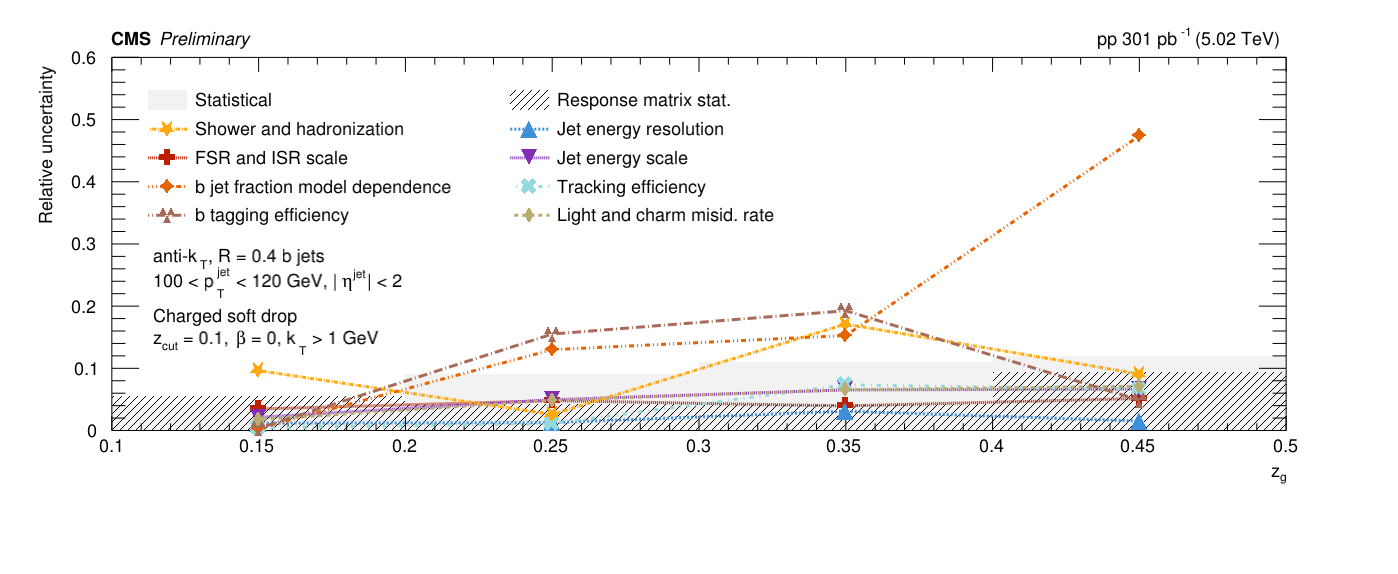 CMS Preliminary
pp 301 pb⁻¹ (5.02 TeV)
Relative uncertainty
0.6
0.5
0.4
0.3
0.2
0.1
0
Statistical
Shower and hadronization
FSR and ISR scale
b jet fraction model dependence
b tagging efficiency
Response matrix stat.
Jet energy resolution
Jet energy scale
Tracking efficiency
Light and charm misid. rate
anti-k_T, R = 0.4 b jets
100 < p_T^jet < 120 GeV, | η^jet| < 2
Charged soft drop
z_cut = 0.1, β = 0, k_T > 1 GeV
0.1 0.15 0.2 0.25 0.3 0.35 0.4 0.45 0.5
z_g